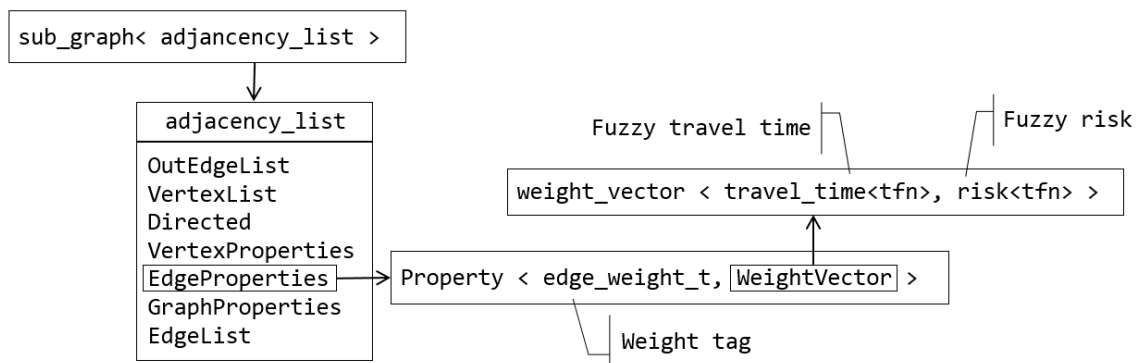 sub_graph< adjancency_list >
adjacency_list
OutEdgeList
VertexList
Directed
VertexProperties
EdgeProperties
GraphProperties
EdgeList
Fuzzy travel time
Fuzzy risk
weight_vector < travel_time<tfn>, risk<tfn> >
Property < edge_weight_t, WeightVector >
Weight tag